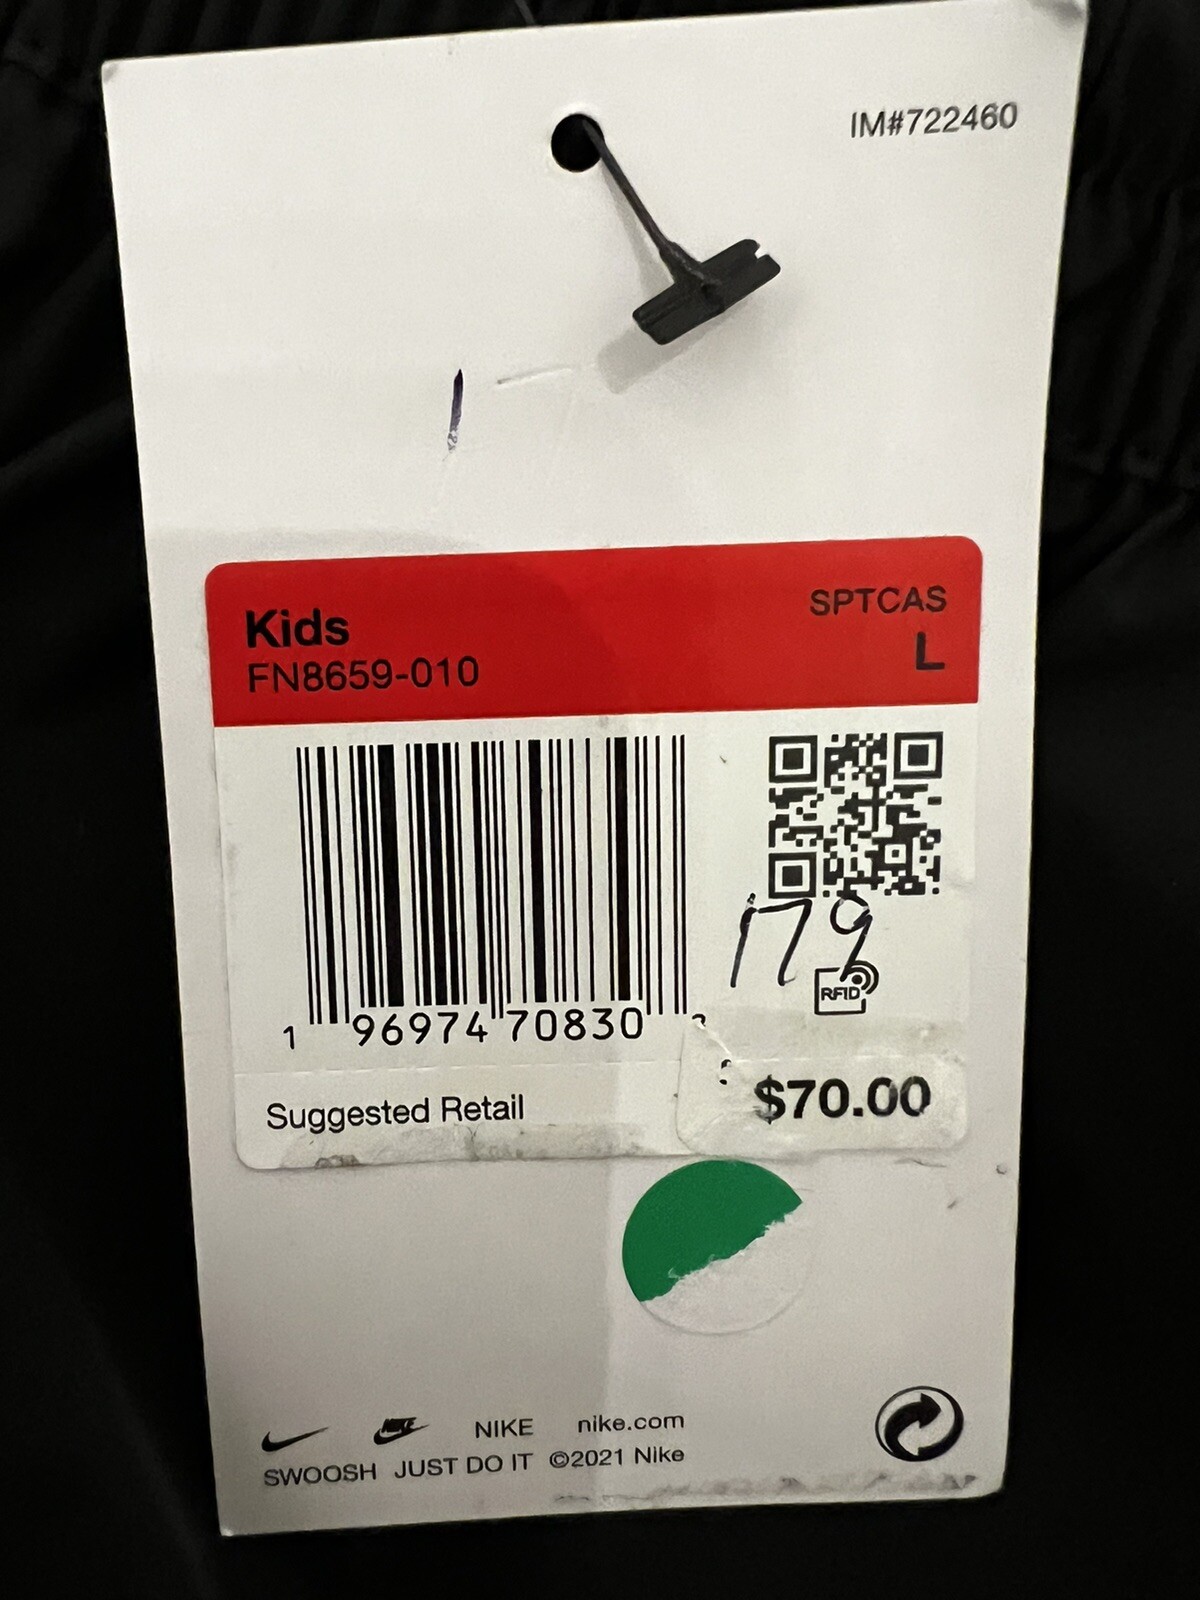 IM#722460
Kids
SPTCAS
FN8659-010
L
179
RFID
1 96974 70830
Suggested Retail
$70.00
NIKE nike.com
SWOOSH JUST DO IT ©2021 Nike